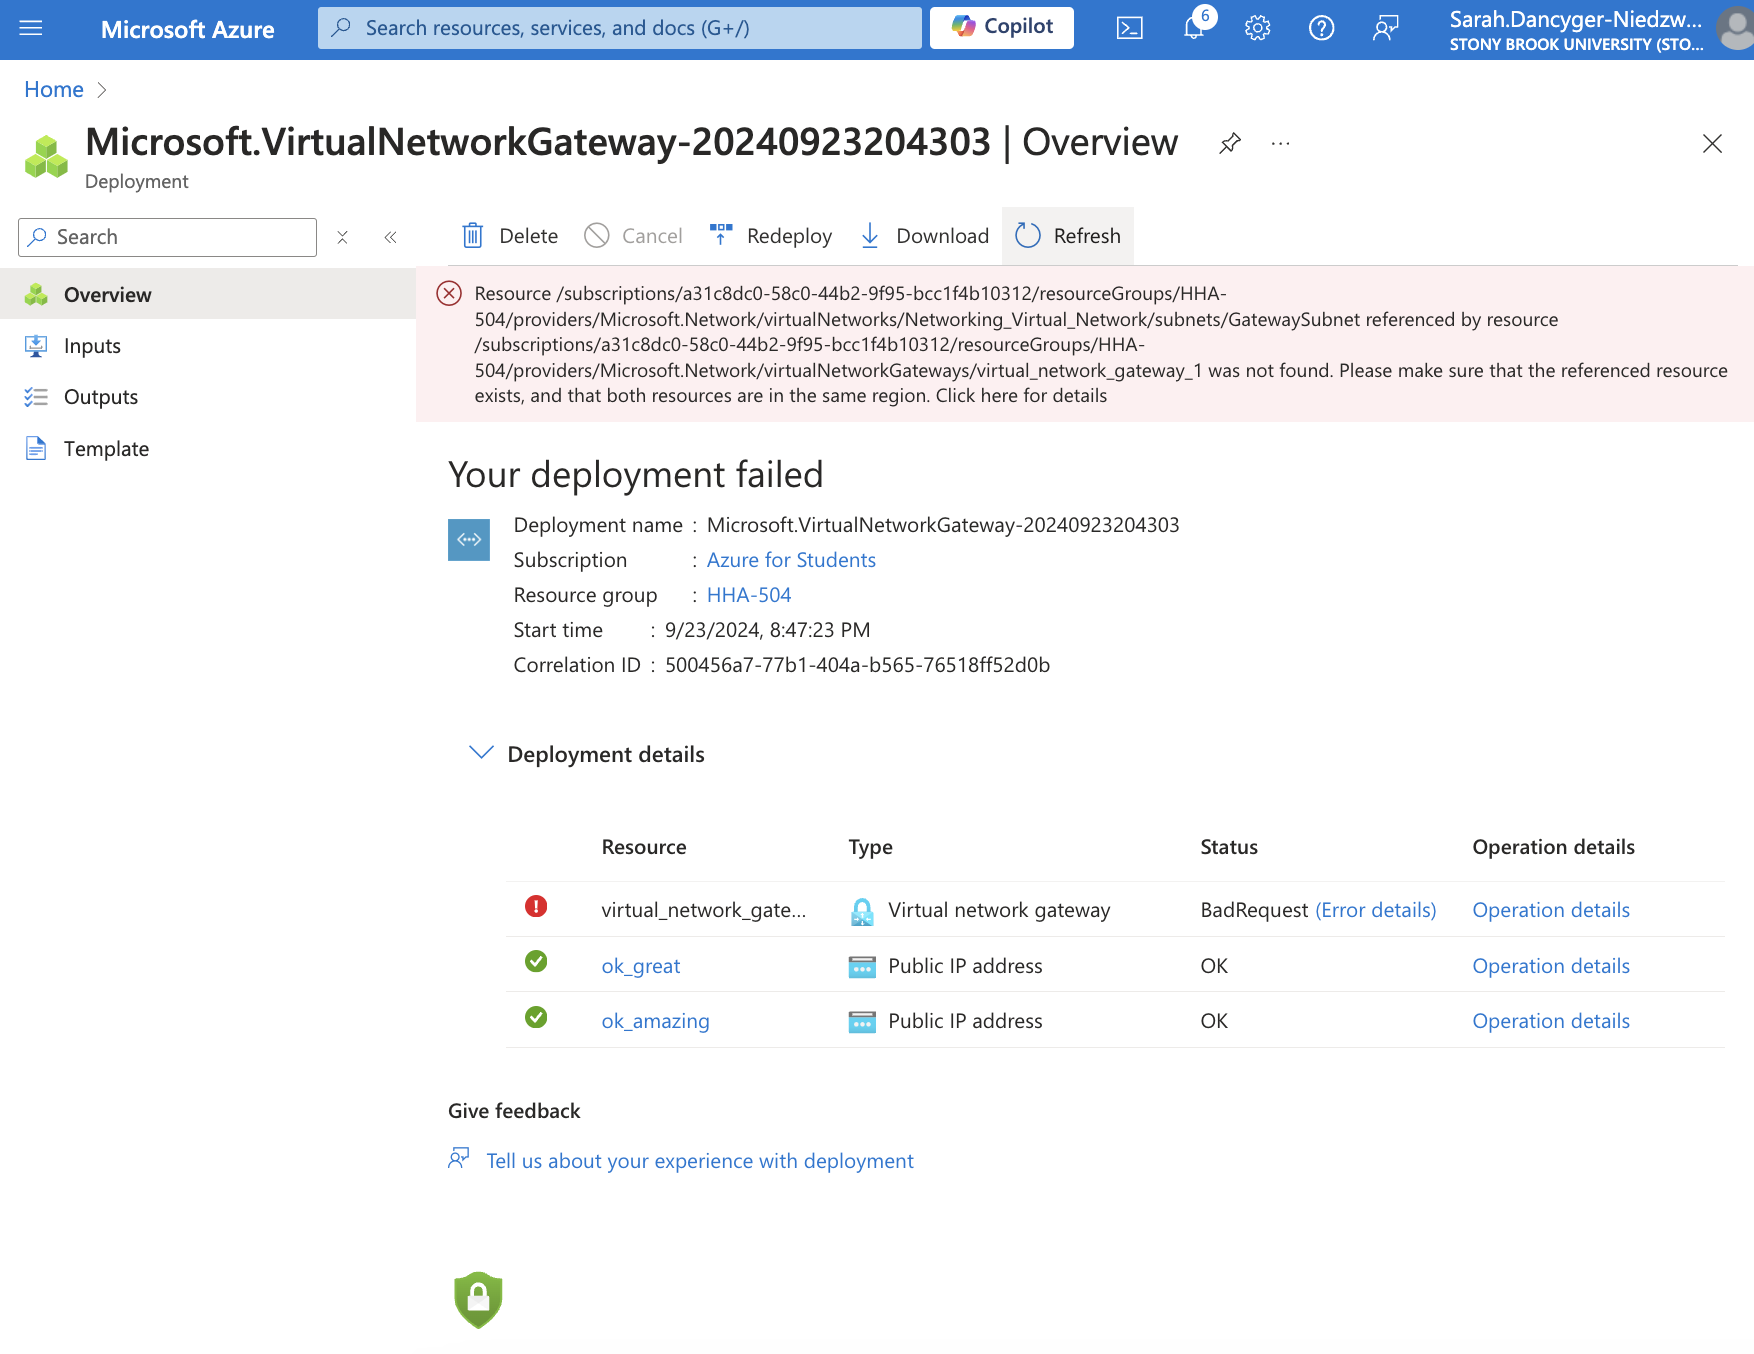 Microsoft Azure
Search resources, services, and docs (G+/)
Copilot
6
Sarah.Dancyger-Niedzw...
STONY BROOK UNIVERSITY (STO...
Home
Microsoft.VirtualNetworkGateway-20240923204303 | Overview
Deployment
Search
Delete
Cancel
Redeploy
Download
Refresh
Overview
Inputs
Outputs
Template
Resource /subscriptions/a31c8dc0-58c0-44b2-9f95-bcc1f4b10312/resourceGroups/HHA-
504/providers/Microsoft.Network/virtualNetworks/Networking_Virtual_Network/subnets/GatewaySubnet referenced by resource
/subscriptions/a31c8dc0-58c0-44b2-9f95-bcc1f4b10312/resourceGroups/HHA-
504/providers/Microsoft.Network/virtualNetworkGateways/virtual_network_gateway_1 was not found. Please make sure that the referenced resource
exists, and that both resources are in the same region. Click here for details
Your deployment failed
Deployment name : Microsoft.VirtualNetworkGateway-20240923204303
Subscription : Azure for Students
Resource group : HHA-504
Start time : 9/23/2024, 8:47:23 PM
Correlation ID : 500456a7-77b1-404a-b565-76518ff52d0b
Deployment details
Resource Type Status Operation details
virtual_network_gate... Virtual network gateway BadRequest (Error details) Operation details
ok_great Public IP address OK Operation details
ok_amazing Public IP address OK Operation details
Give feedback
Tell us about your experience with deployment